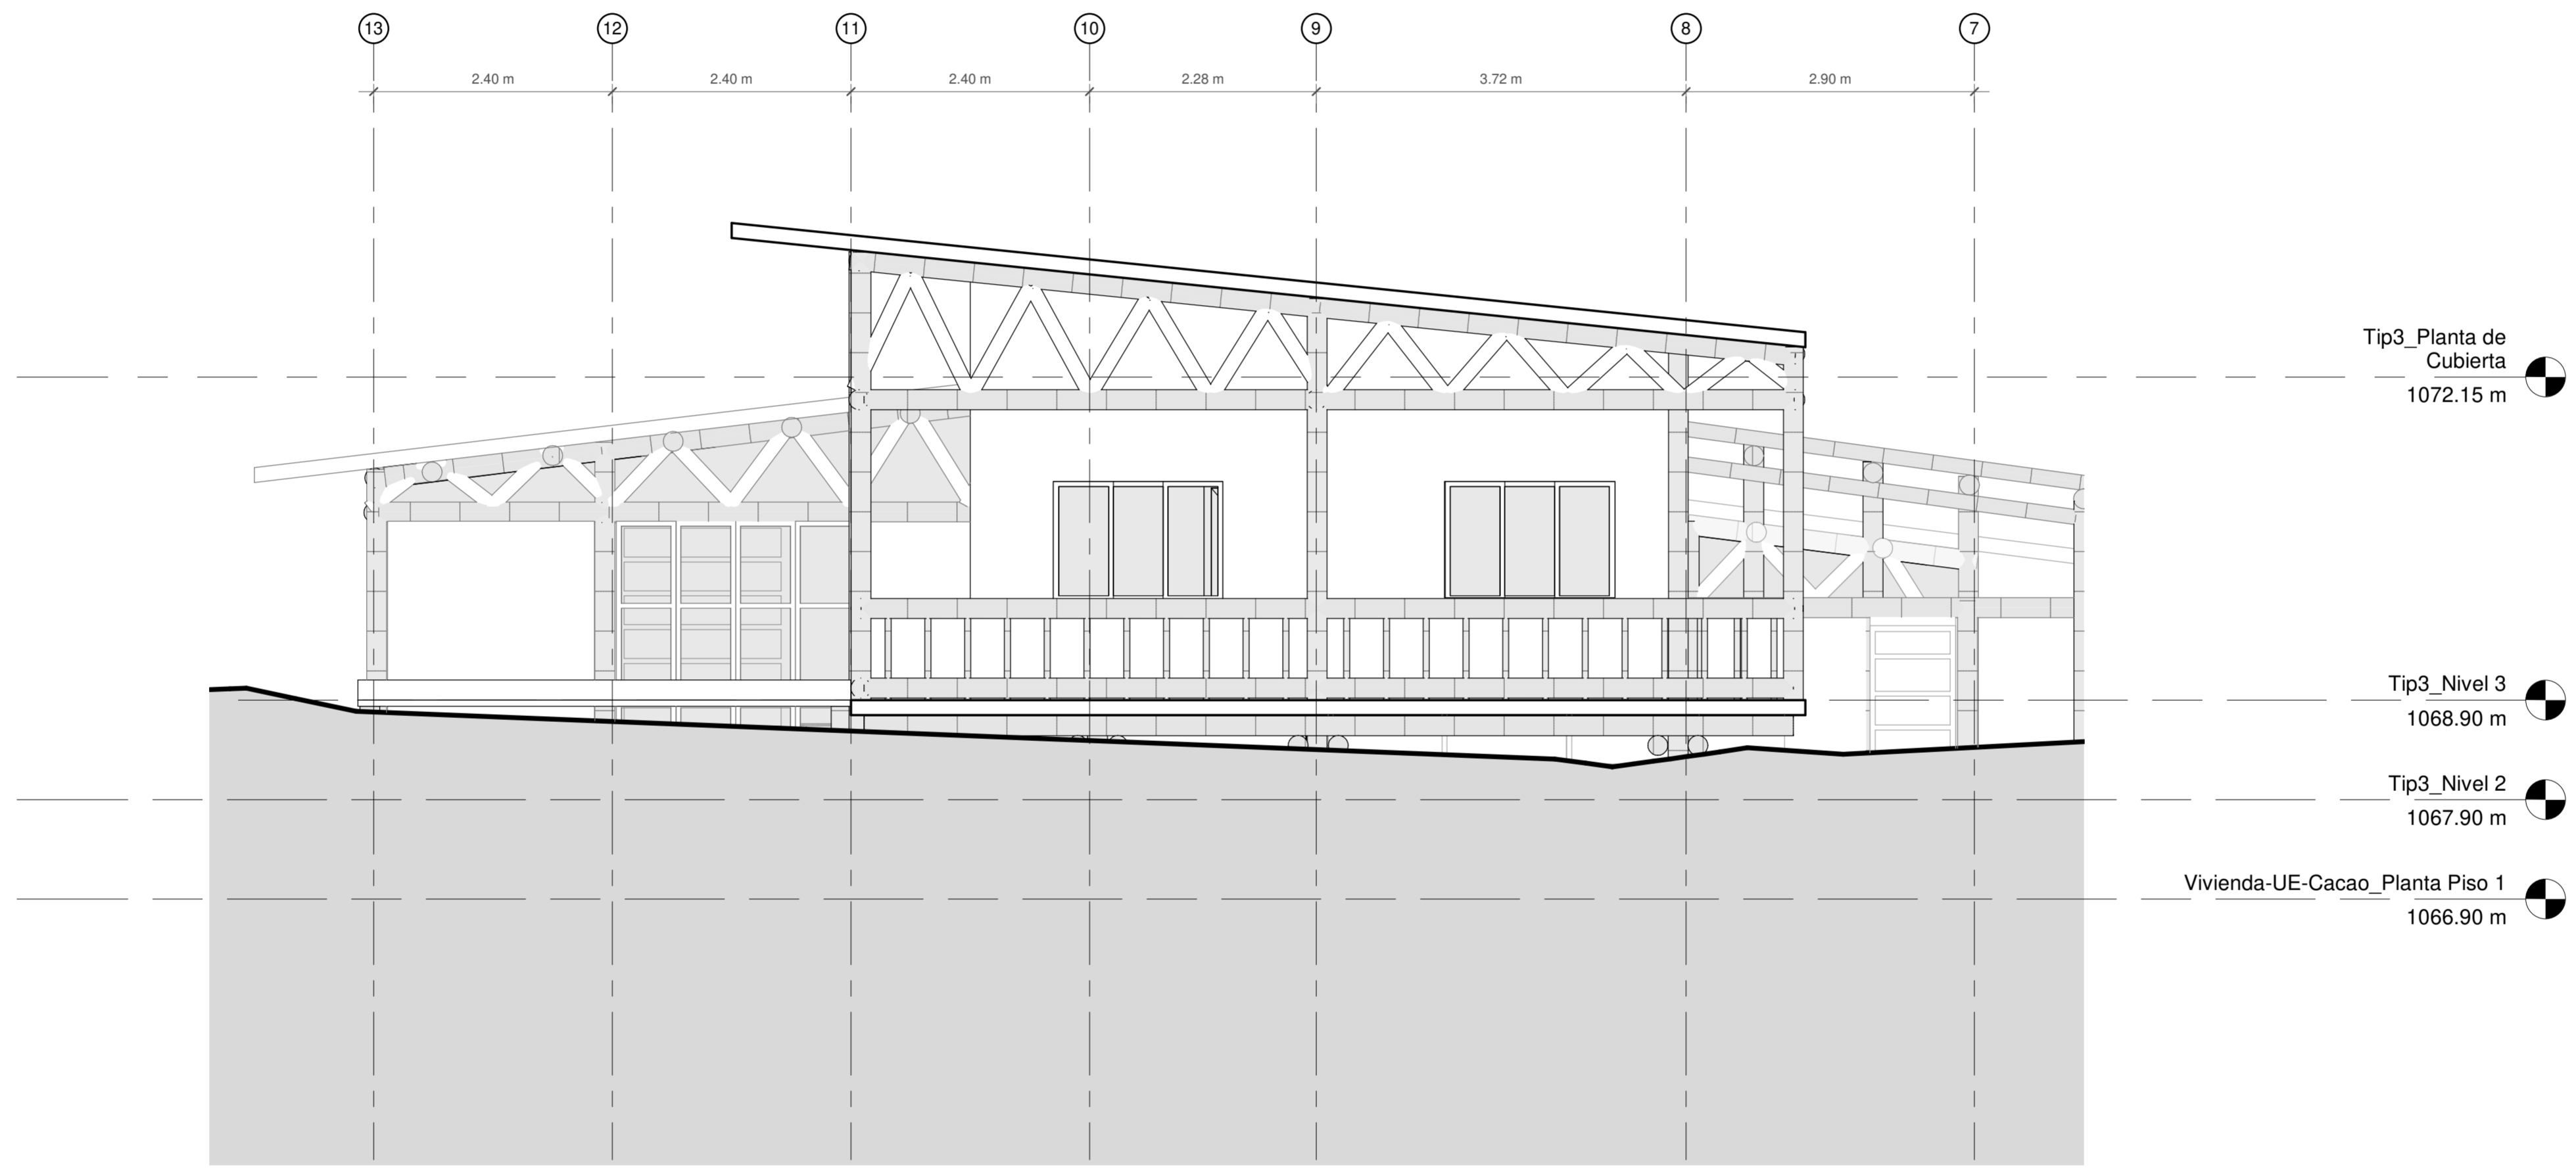 13 12 11 10 9 8 7
2.40 m 2.40 m 2.40 m 2.28 m 3.72 m 2.90 m
Tip3_Planta de
Cubierta
1072.15 m
Tip3_Nivel 3
1068.90 m
Tip3_Nivel 2
1067.90 m
Vivienda-UE-Cacao_Planta Piso 1
1066.90 m